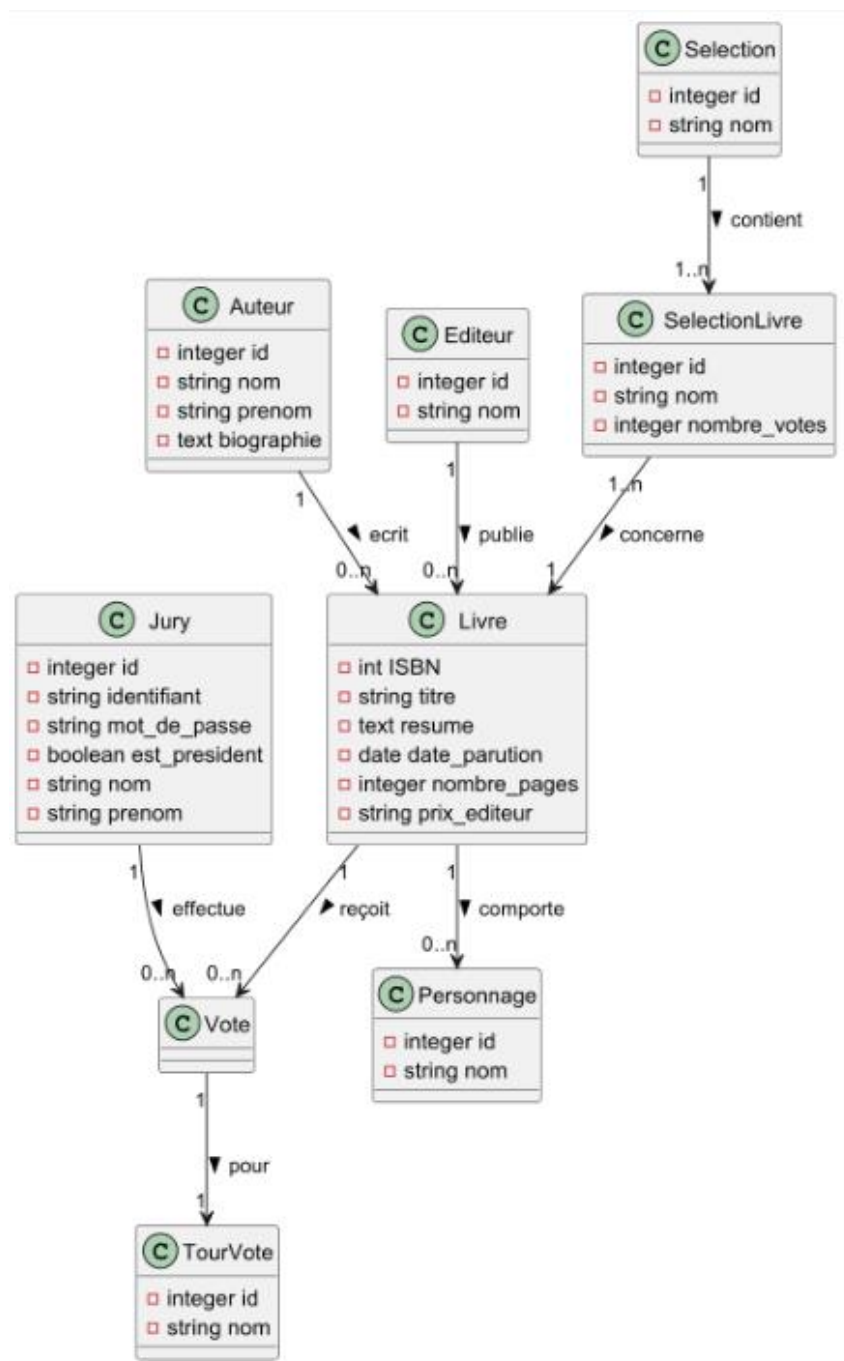 C Selection
integer id
string nom
1
contient
1..n
C Auteur
integer id
string nom
string prenom
text biographie
C Editeur
integer id
string nom
C SelectionLivre
integer id
string nom
integer nombre_votes
1
ecrit
0..n
1
publie
0..n
1..n
concerne
1
C Jury
integer id
string identifiant
string mot_de_passe
boolean est_president
string nom
string prenom
C Livre
int ISBN
string titre
text resume
date date_parution
integer nombre_pages
string prix_editeur
1
effectue
0..n
1
reçoit
0..n
1
comporte
0..n
C Vote
C Personnage
integer id
string nom
1
pour
1
C TourVote
integer id
string nom